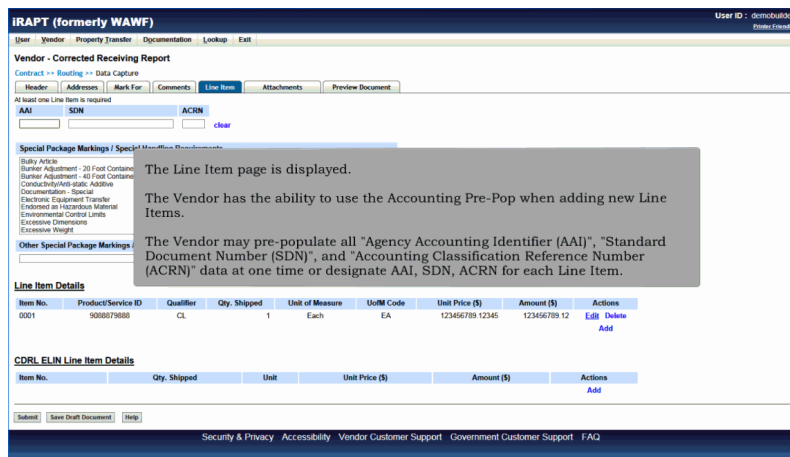 iRAPT (formerly WAWF)
User ID : demobuilde
Printer Friend
User Vendor Property Transfer Documentation Lookup Exit
Vendor - Corrected Receiving Report
Contract >> Routing >> Data Capture
Header Addresses Mark For Comments Line Item Attachments Preview Document
At least one Line Item is required
AAI SDN ACRN
clear
Special Package Markings / Special Handling Requirements
Bulky Article
Bunker Adjustment - 20 Foot Containe
Bunker Adjustment - 40 Foot Containe
Conductivity/Anti-static Additive
Documentation - Special
Electronic Equipment Transfer
Endorsed as Hazardous Material
Environmental Control Limits
Excessive Dimensions
Excessive Weight
Other Special Package Markings /
The Line Item page is displayed.
The Vendor has the ability to use the Accounting Pre-Pop when adding new Line
Items.
The Vendor may pre-populate all "Agency Accounting Identifier (AAI)", "Standard
Document Number (SDN)", and "Accounting Classification Reference Number
(ACRN)" data at one time or designate AAI, SDN, ACRN for each Line Item.
Line Item Details
Item No. Product/Service ID Qualifier Qty. Shipped Unit of Measure UofM Code Unit Price ($) Amount ($) Actions
0001 9088879888 CL 1 Each EA 123456789.12345 123456789.12 Edit Delete
Add
CDRL ELIN Line Item Details
Item No. Qty. Shipped Unit Unit Price ($) Amount ($) Actions
Add
Submit Save Draft Document Help
Security & Privacy Accessibility Vendor Customer Support Government Customer Support FAQ